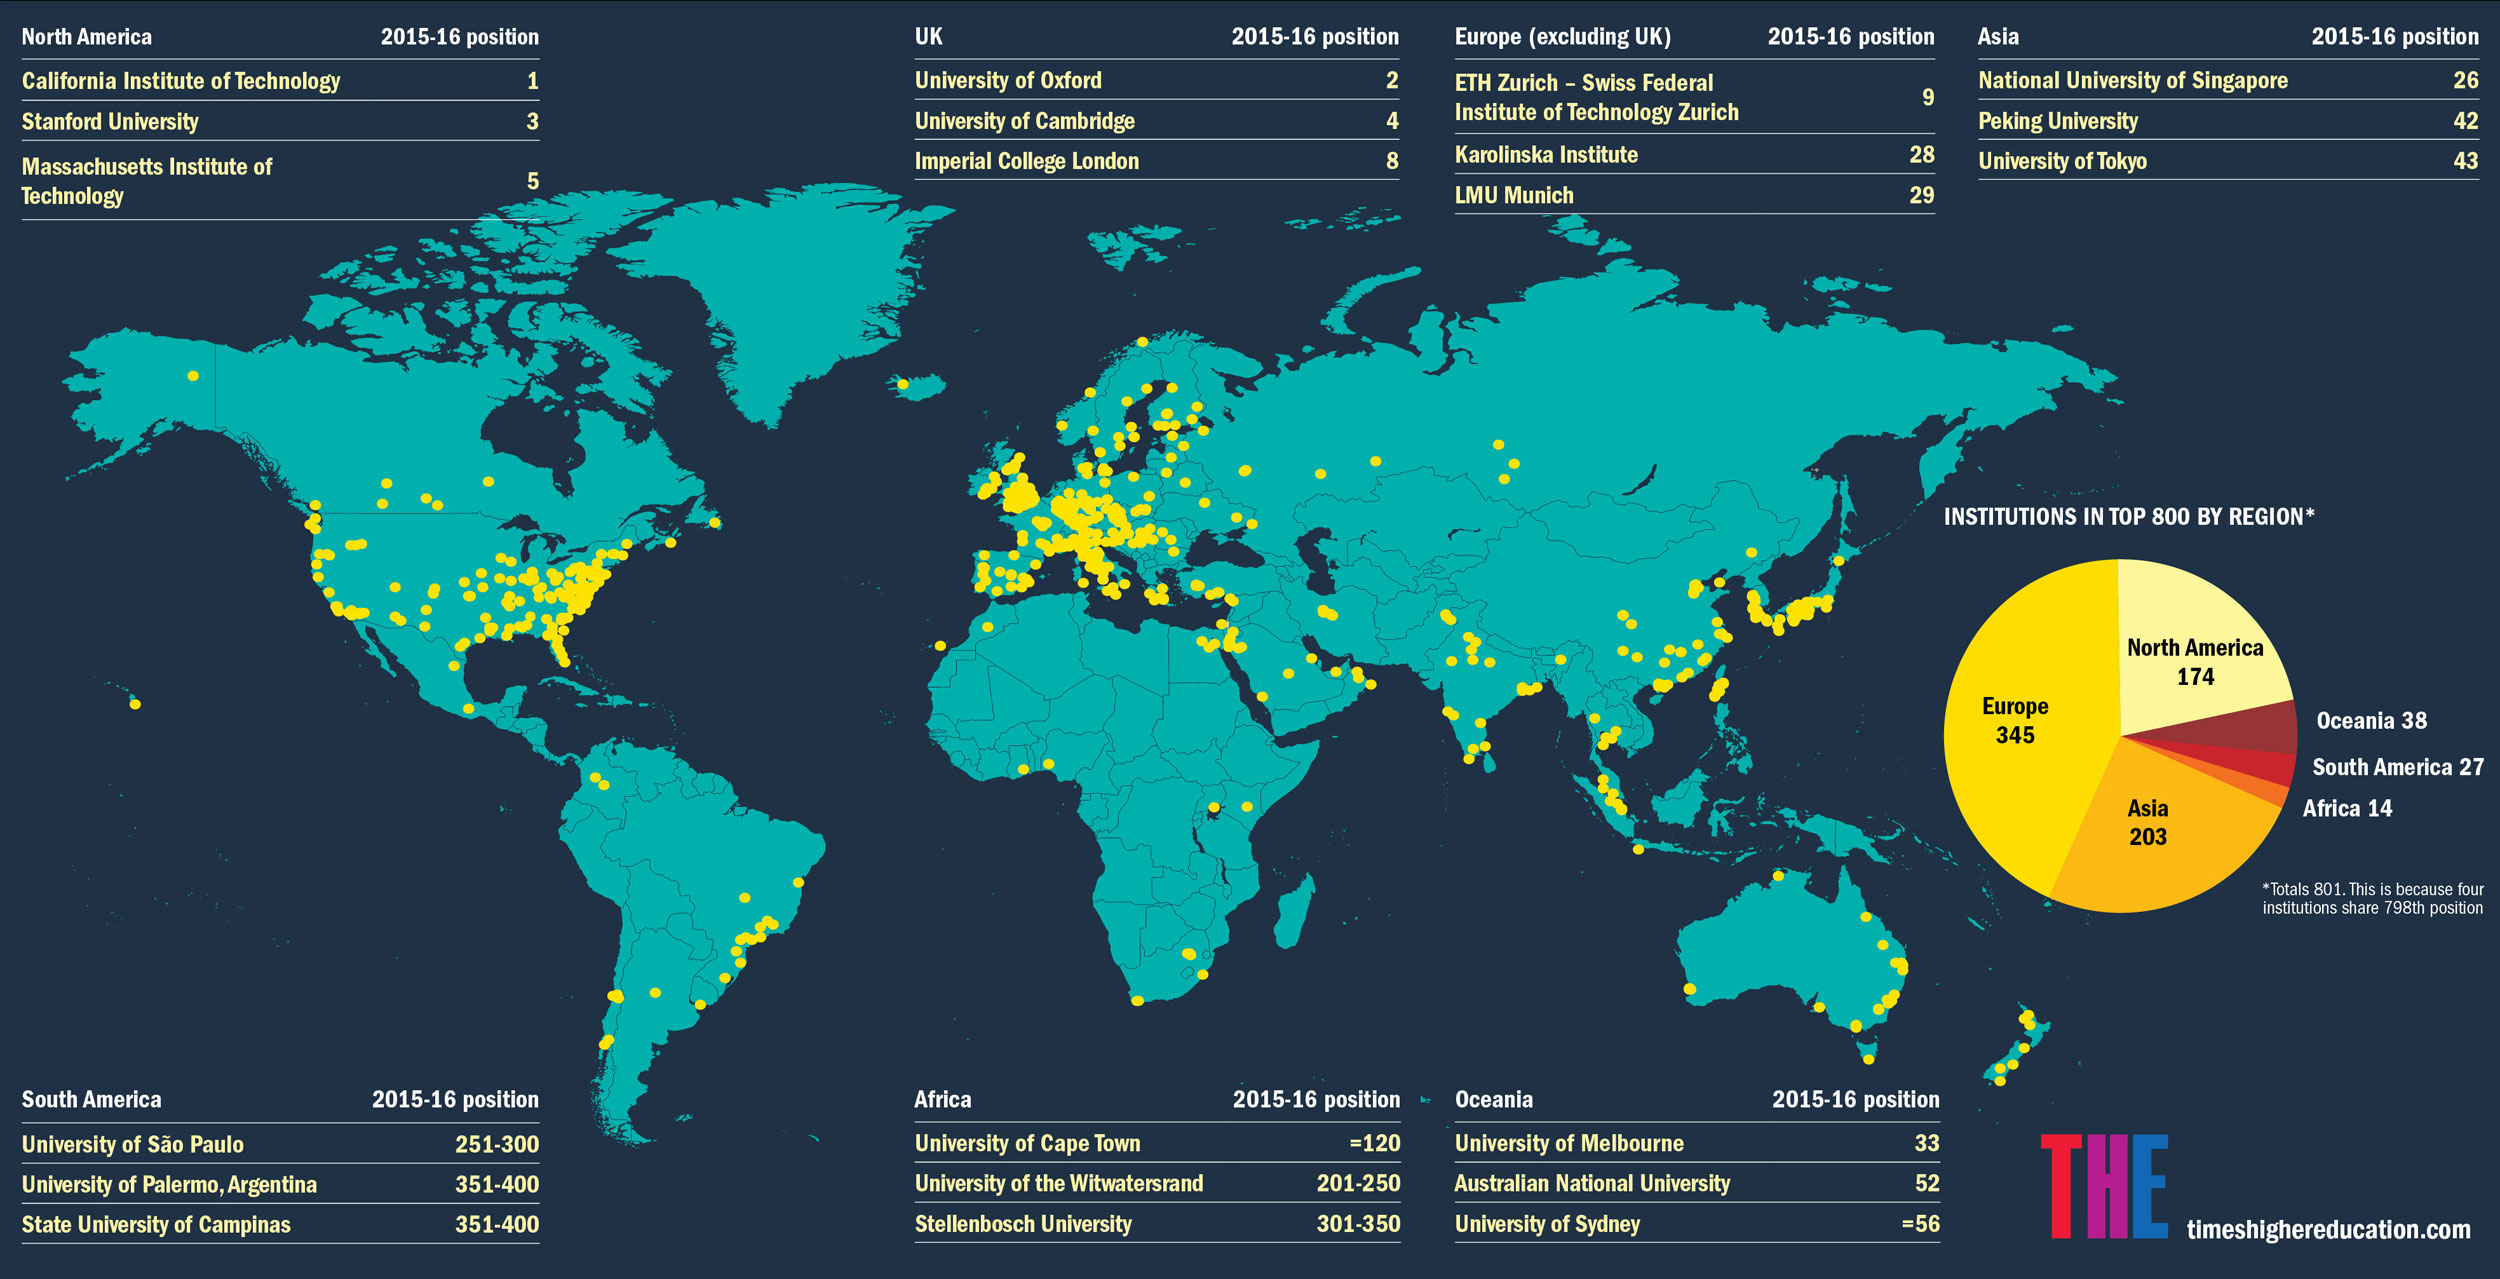 North America 2015-16 position
California Institute of Technology 1
Stanford University 3
Massachusetts Institute of
Technology 5
UK 2015-16 position
University of Oxford 2
University of Cambridge 4
Imperial College London 8
Europe (excluding UK) 2015-16 position
ETH Zurich – Swiss Federal
Institute of Technology Zurich 9
Karolinska Institute 28
LMU Munich 29
Asia 2015-16 position
National University of Singapore 26
Peking University 42
University of Tokyo 43
INSTITUTIONS IN TOP 800 BY REGION*
North America
174
Europe
345
Oceania 38
South America 27
Africa 14
Asia
203
*Totals 801. This is because four
institutions share 798th position
South America 2015-16 position
University of São Paulo 251-300
University of Palermo, Argentina 351-400
State University of Campinas 351-400
Africa 2015-16 position
University of Cape Town =120
University of the Witwatersrand 201-250
Stellenbosch University 301-350
Oceania 2015-16 position
University of Melbourne 33
Australian National University 52
University of Sydney =56
THE
timeshighereducation.com